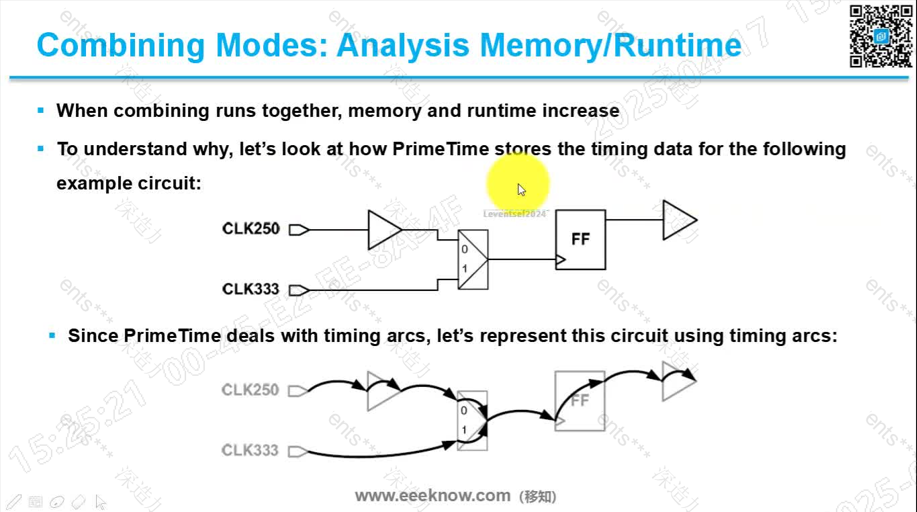 Combining Modes: Analysis Memory/Runtime
When combining runs together, memory and runtime increase
To understand why, let's look at how PrimeTime stores the timing data for the following
example circuit:
Leventsel2024
CLK250
0
1
FF
CLK333
Since PrimeTime deals with timing arcs, let's represent this circuit using timing arcs:
CLK250
0
1
FF
CLK333
www.eeeknow.com（移知）